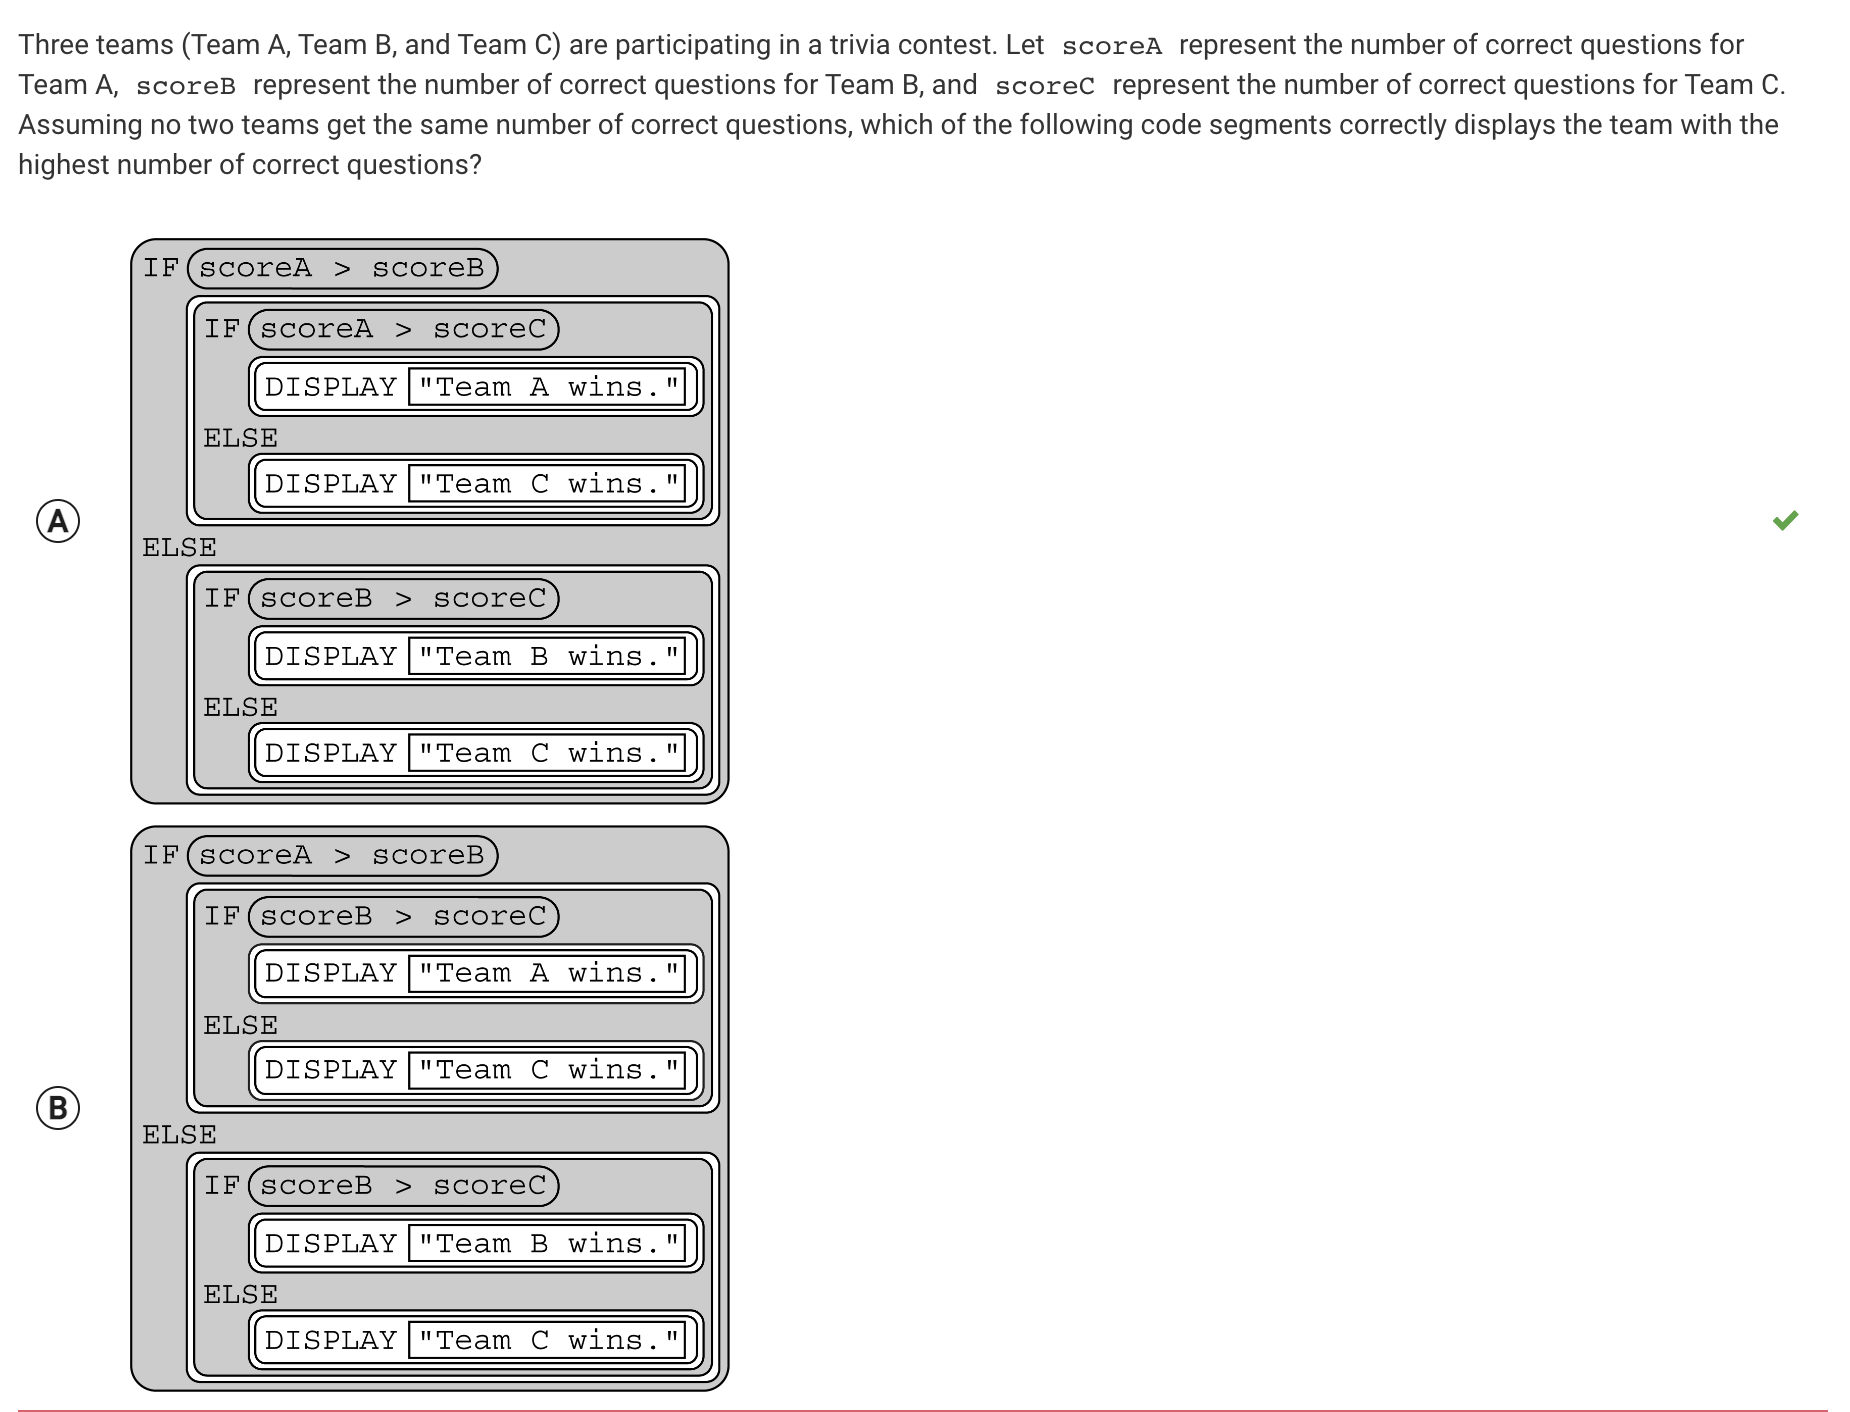 Three teams (Team A, Team B, and Team C) are participating in a trivia contest. Let scoreA represent the number of correct questions for
Team A, scoreB represent the number of correct questions for Team B, and scoreC represent the number of correct questions for Team C.
Assuming no two teams get the same number of correct questions, which of the following code segments correctly displays the team with the
highest number of correct questions?
A
IF scoreA > scoreB
IF scoreA > scoreC
DISPLAY "Team A wins."
ELSE
DISPLAY "Team C wins."
ELSE
IF scoreB > scoreC
DISPLAY "Team B wins."
ELSE
DISPLAY "Team C wins."
B
IF scoreA > scoreB
IF scoreB > scoreC
DISPLAY "Team A wins."
ELSE
DISPLAY "Team C wins."
ELSE
IF scoreB > scoreC
DISPLAY "Team B wins."
ELSE
DISPLAY "Team C wins."